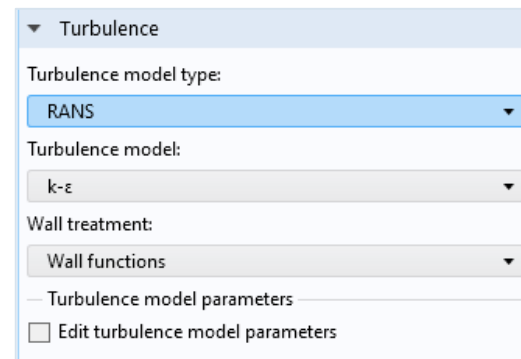 Turbulence
Turbulence model type:
RANS
Turbulence model:
k-ε
Wall treatment:
Wall functions
Turbulence model parameters
Edit turbulence model parameters